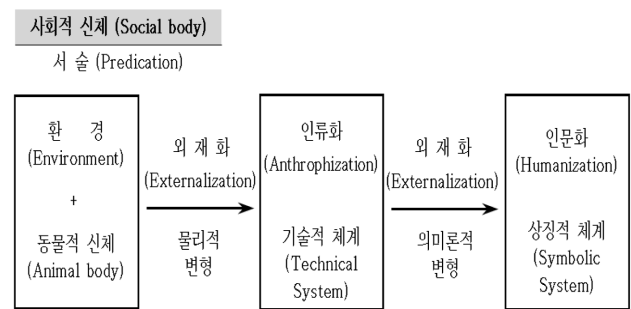 사회적 신체 (Social body)
서 술 (Predication)
환 경
(Environment)
+
동물적 신체
(Animal body)
외 재 화
(Externalization)
물리적
변형
인류화
(Anthrophization)
기술적 체계
(Technical
System)
외 재 화
(Externalization)
의미론적
변형
인문화
(Humanization)
상징적 체계
(Symbolic
System)